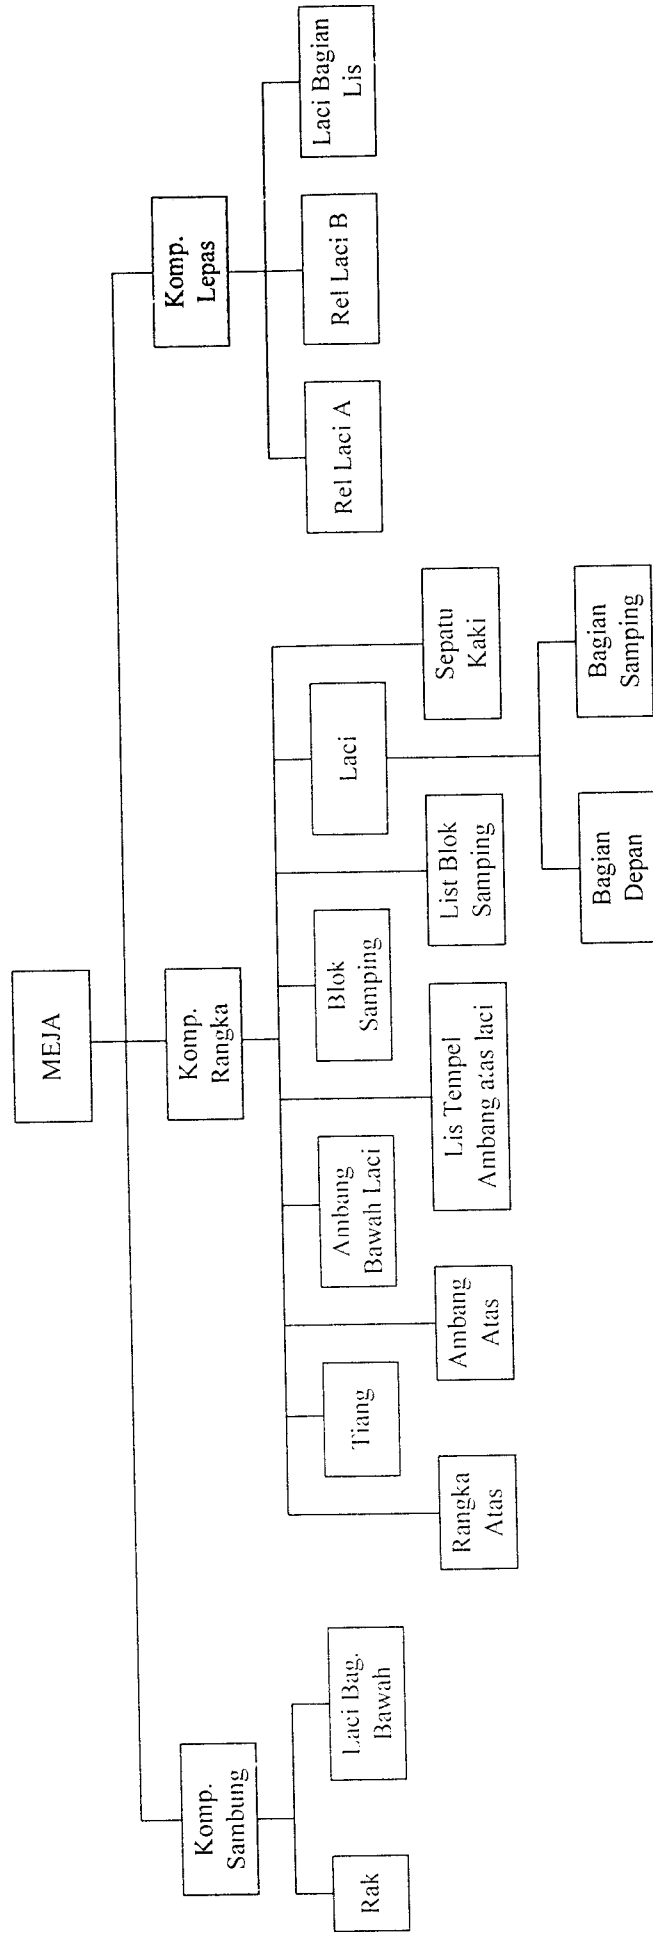 MEJA
Komp.
Sambung
Komp.
Rangka
Komp.
Lepas
Rak
Laci Bag.
Bawah
Rangka
Atas
Tiang
Ambang
Atas
Ambang
Bawah Laci
Lis Tempel
Ambang atas laci
Blok
Samping
List Blok
Samping
Laci
Sepatu
Kaki
Bagian
Depan
Bagian
Samping
Rel Laci A
Rel Laci B
Laci Bagian
Lis